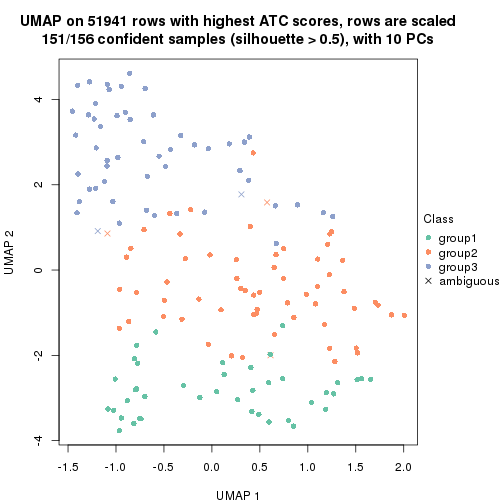 UMAP on 51941 rows with highest ATC scores, rows are scaled
151/156 confident samples (silhouette > 0.5), with 10 PCs
4
2
0
-2
-4
UMAP 2
-1.5 -1.0 -0.5 0.0 0.5 1.0 1.5 2.0
UMAP 1
Class
group1
group2
group3
ambiguous